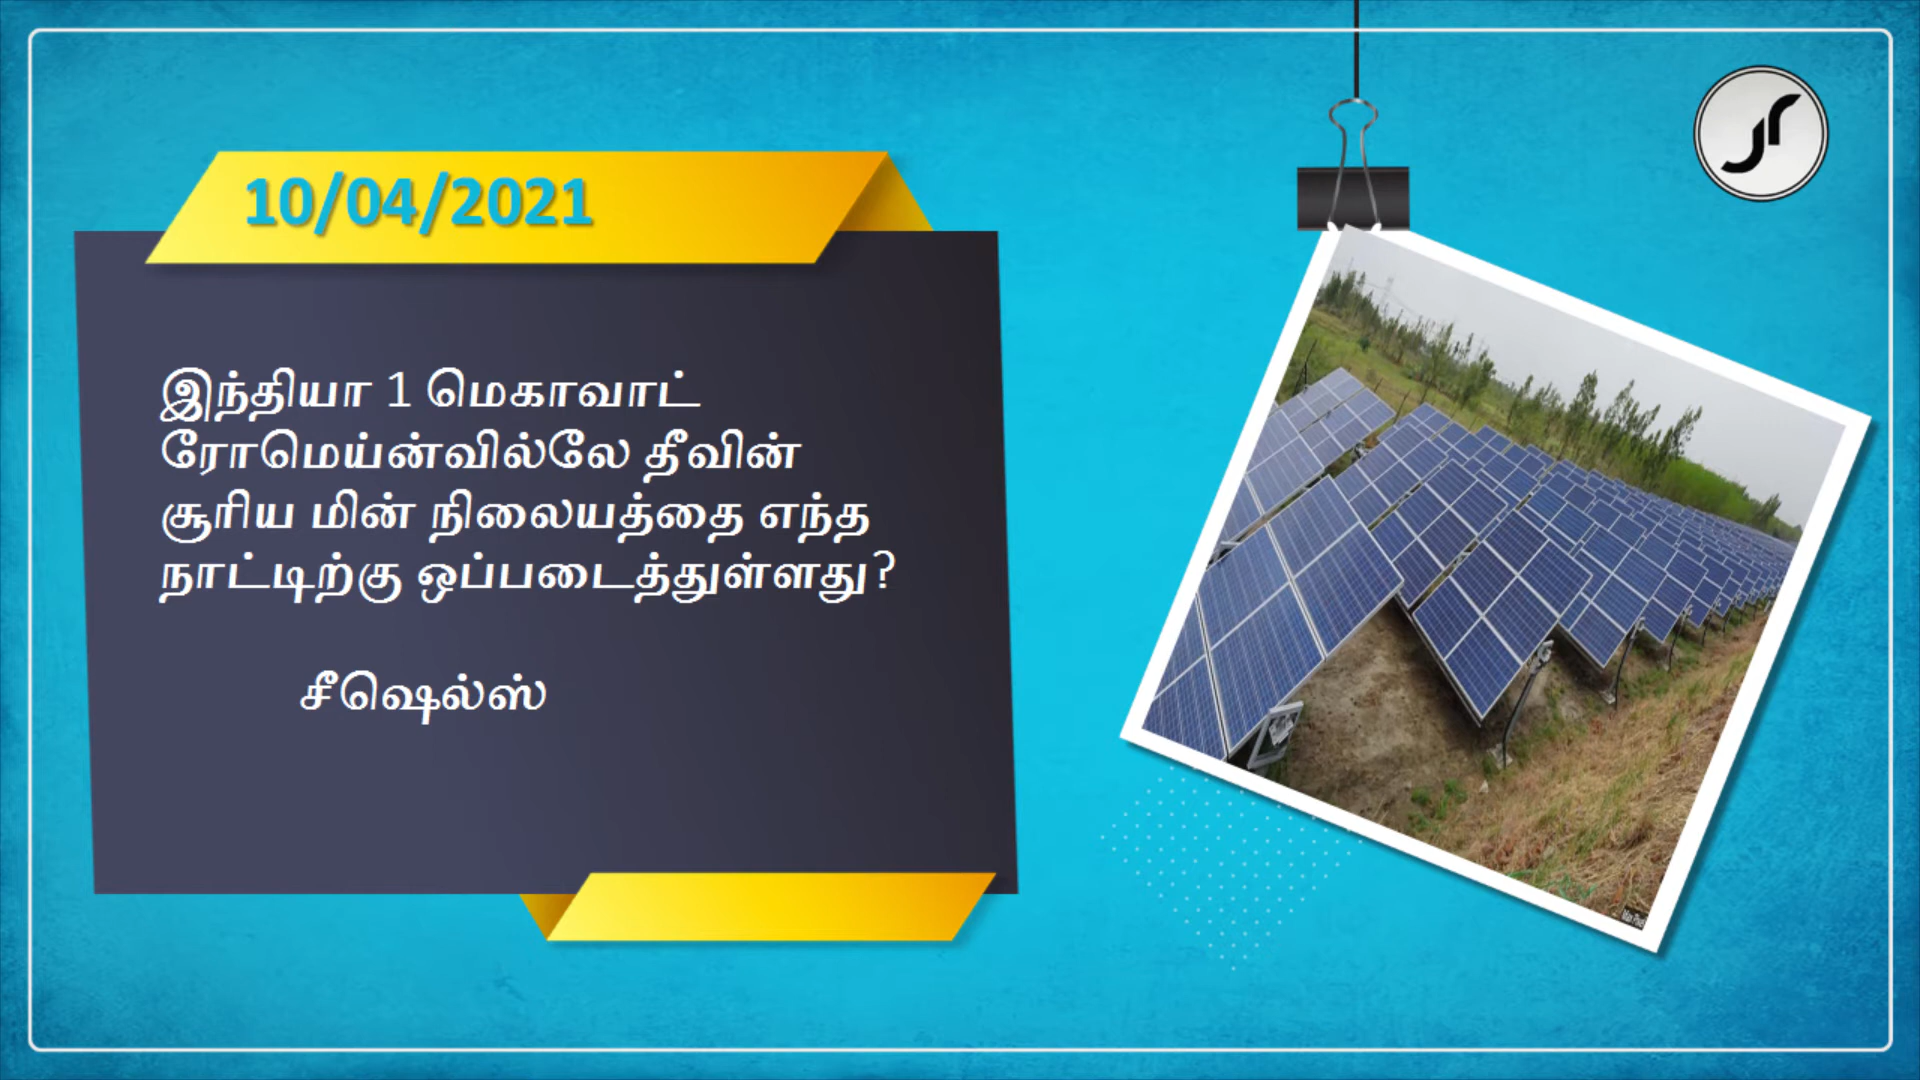 10/04/2021
இந்தியா 1 மெகாவாட்
ரோமெய்ன்வில்லே தீவின்
சூரிய மின் நிலையத்தை எந்த
நாட்டிற்கு ஒப்படைத்துள்ளது?
சீஷெல்ஸ்